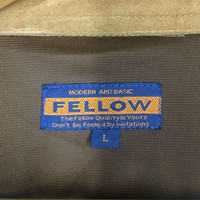 MODERN AND BASIC
FELLOW
The Fellow Quality is Yours
Don't Be Fooled by Imitations
L